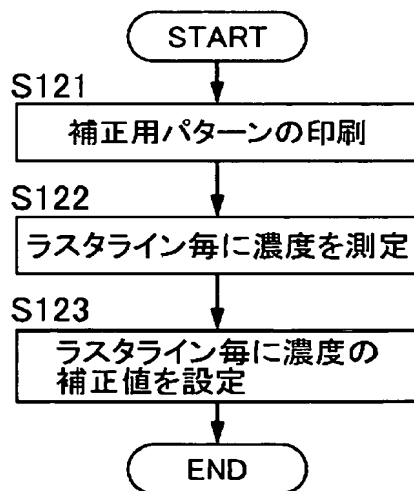 START
S121
補正用パターンの印刷
S122
ラスタライン毎に濃度を測定
S123
ラスタライン毎に濃度の
補正値を設定
END